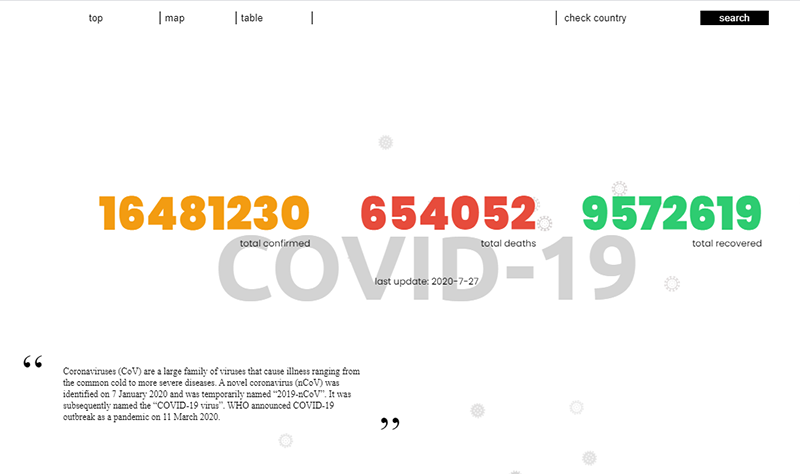 top
map
table
check country
search
16481230
654052
9572619
total confirmed
total deaths
total recovered
COVID-19
last update: 2020-7-27
“
Coronaviruses (CoV) are a large family of viruses that cause illness ranging from
the common cold to more severe diseases. A novel coronavirus (nCoV) was
identified on 7 January 2020 and was temporarily named “2019-nCoV”. It was
subsequently named the “COVID-19 virus”. WHO announced COVID-19
outbreak as a pandemic on 11 March 2020.
”